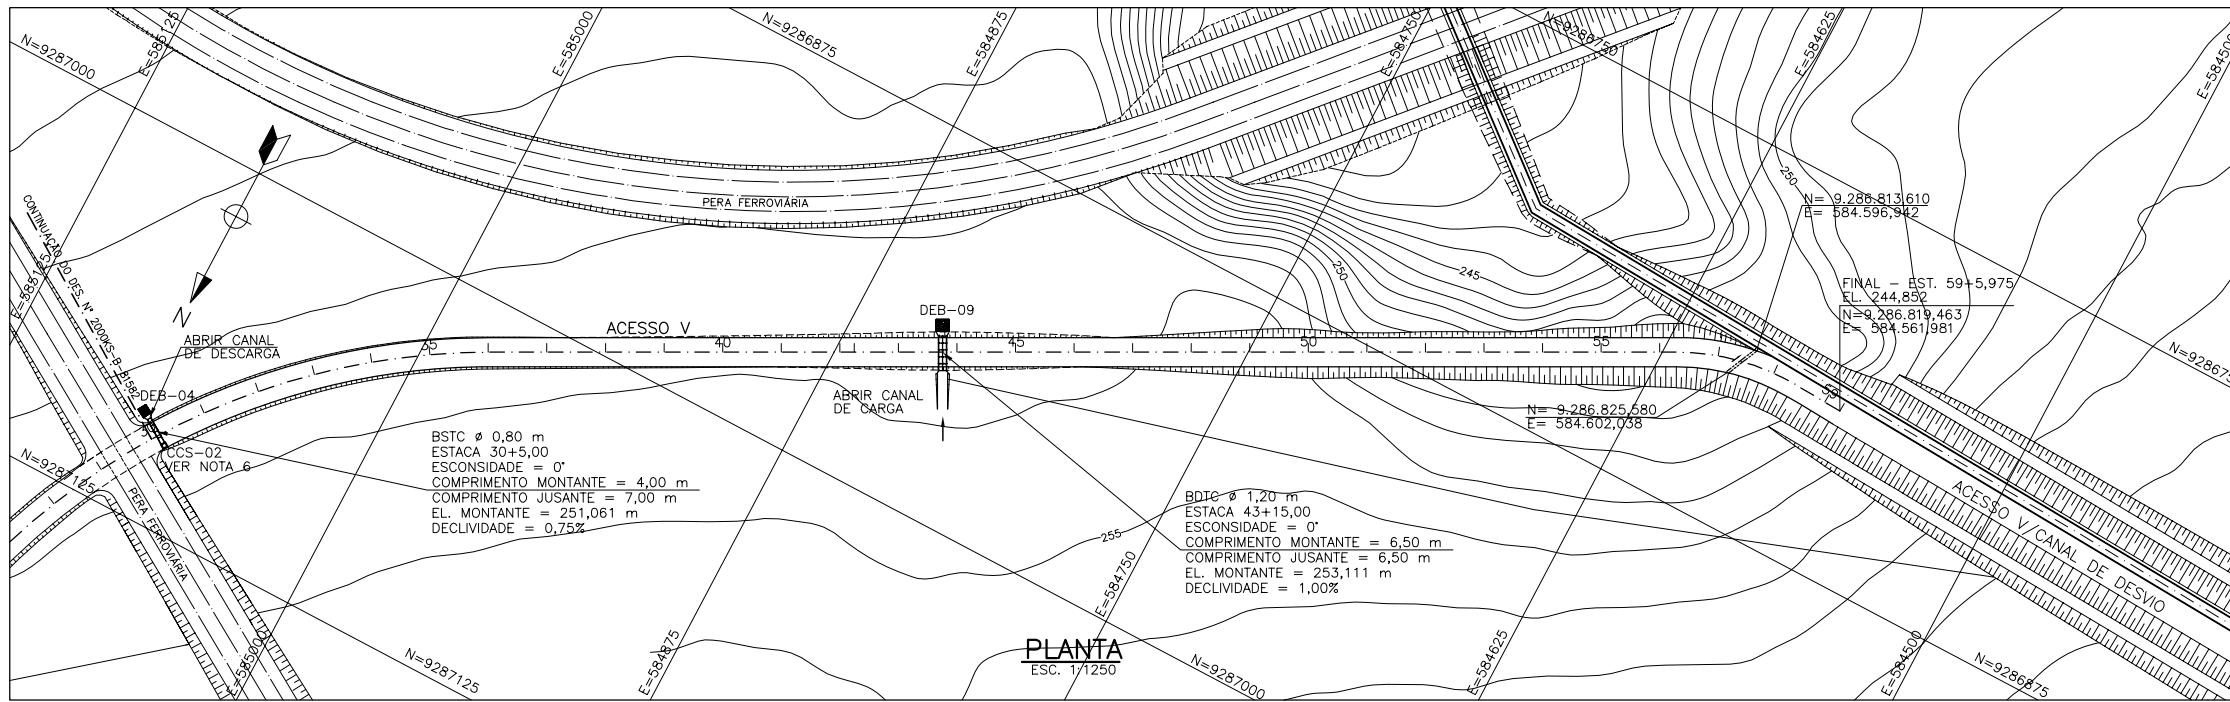 N=9287000
E=585125
E=585000
N=9286875
E=584875
E=584750
N=9286750
E=584625
E=584500
PERA FERROVIÁRIA
250
N= 9.286.813,610
E= 584.596,942
CONTINUAÇÃO DO DES. N° 2000KS-B-81582
E=585125
N
250
245
FINAL - EST. 59+5,975
EL. 244,852
N=9.286.819,463
E= 584.561,981
ABRIR CANAL
DE DESCARGA
ACESSO V
DEB-09
35
40
45
50
55
59
N=928675
DEB-04
ABRIR CANAL
DE CARGA
N= 9.286.825,580
E= 584.602,038
CCS-02
VER NOTA 6
N=9287125
PERA FERROVIÁRIA
BSTC ø 0,80 m
ESTACA 30+5,00
ESCONSIDADE = 0°
COMPRIMENTO MONTANTE = 4,00 m
COMPRIMENTO JUSANTE = 7,00 m
EL. MONTANTE = 251,061 m
DECLIVIDADE = 0,75%
BDTC ø 1,20 m
ESTACA 43+15,00
ESCONSIDADE = 0°
COMPRIMENTO MONTANTE = 6,50 m
COMPRIMENTO JUSANTE = 6,50 m
EL. MONTANTE = 253,111 m
DECLIVIDADE = 1,00%
255
ACESSO V/CANAL DE DESVIO
E=585000
N=9287125
E=584875
E=584750
N=9287000
E=584625
E=584500
N=9286875
PLANTA
ESC. 1:1250